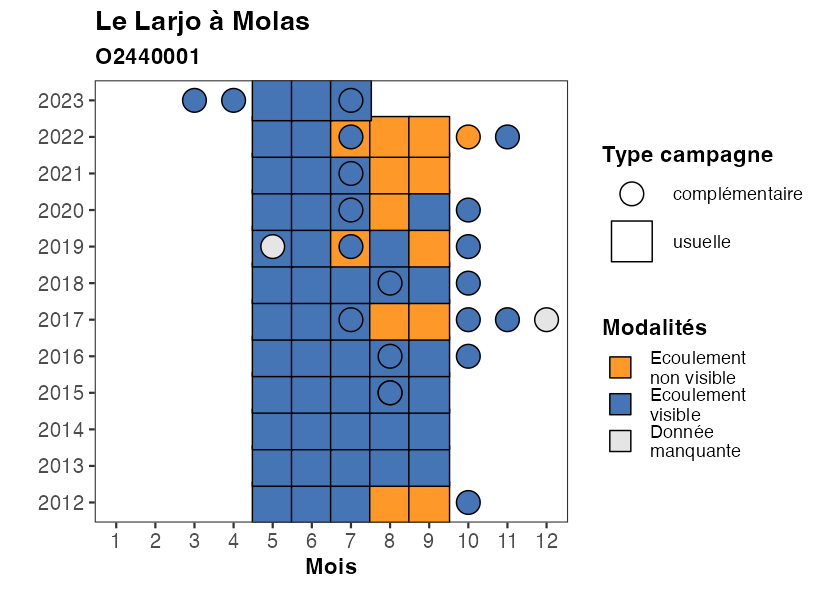 Le Larjo à Molas
O2440001
2023
2022
2021
2020
2019
2018
2017
2016
2015
2014
2013
2012
1 2 3 4 5 6 7 8 9 10 11 12
Mois
Type campagne
complémentaire
usuelle
Modalités
Ecoulement
non visible
Ecoulement
visible
Donnée
manquante